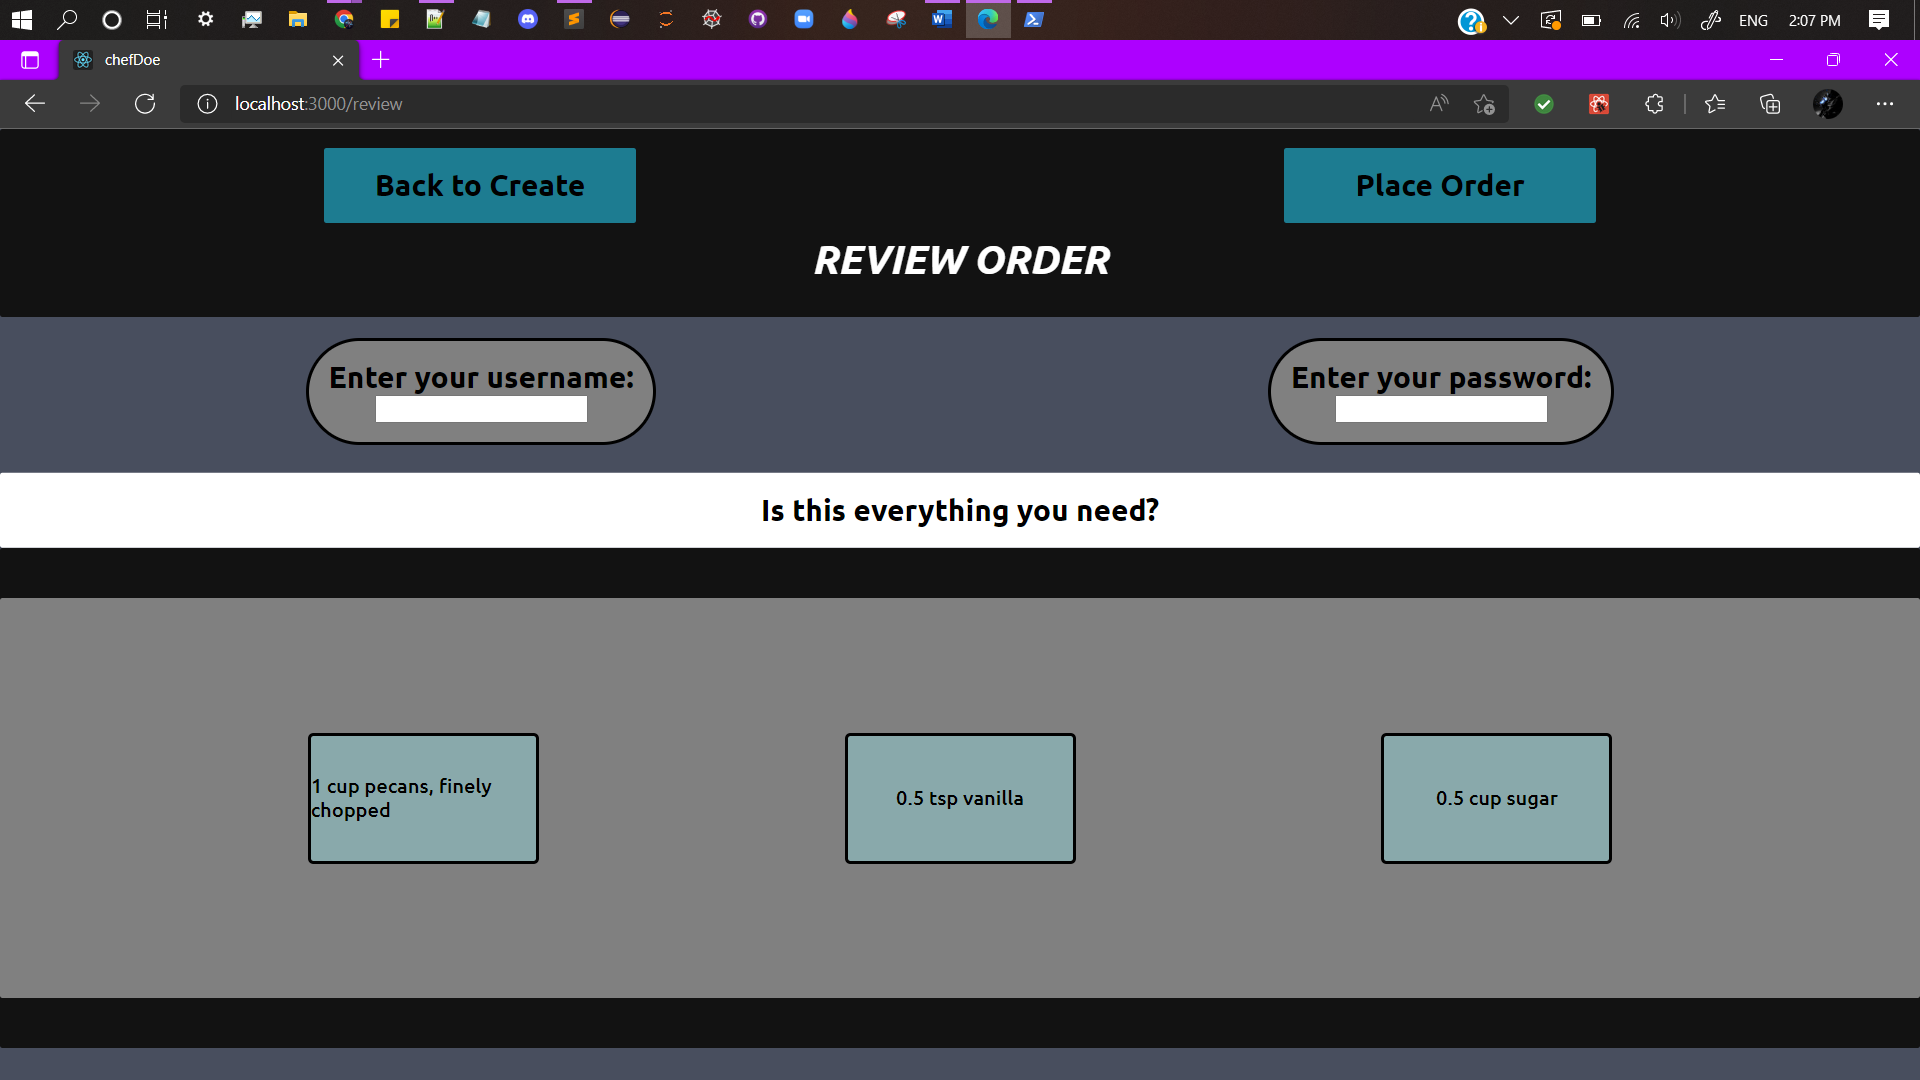 ENG
2:07 PM
chefDoe
localhost:3000/review
Back to Create
Place Order
REVIEW ORDER
Enter your username:
Enter your password:
Is this everything you need?
1 cup pecans, finely
chopped
0.5 tsp vanilla
0.5 cup sugar